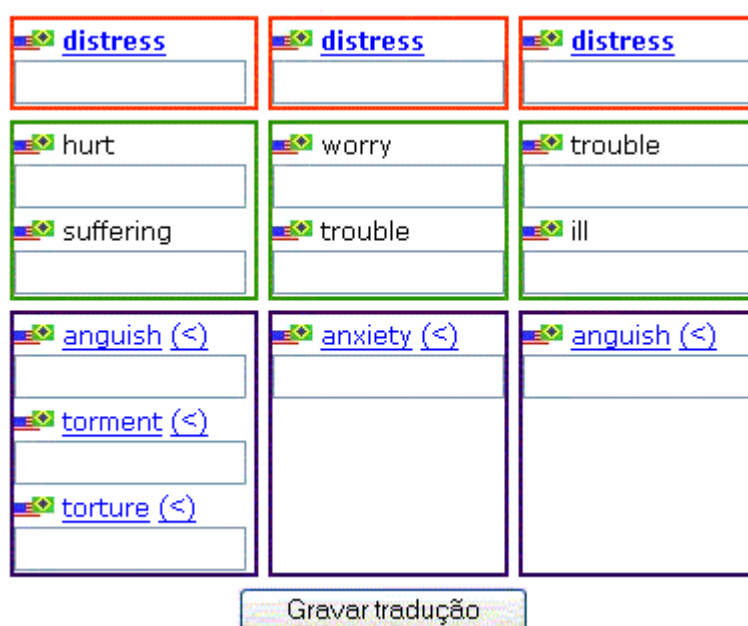 distress distress distress
hurt worry trouble
suffering trouble ill
anguish (<) anxiety (<) anguish (<)
torment (<)
torture (<)
Gravar tradução